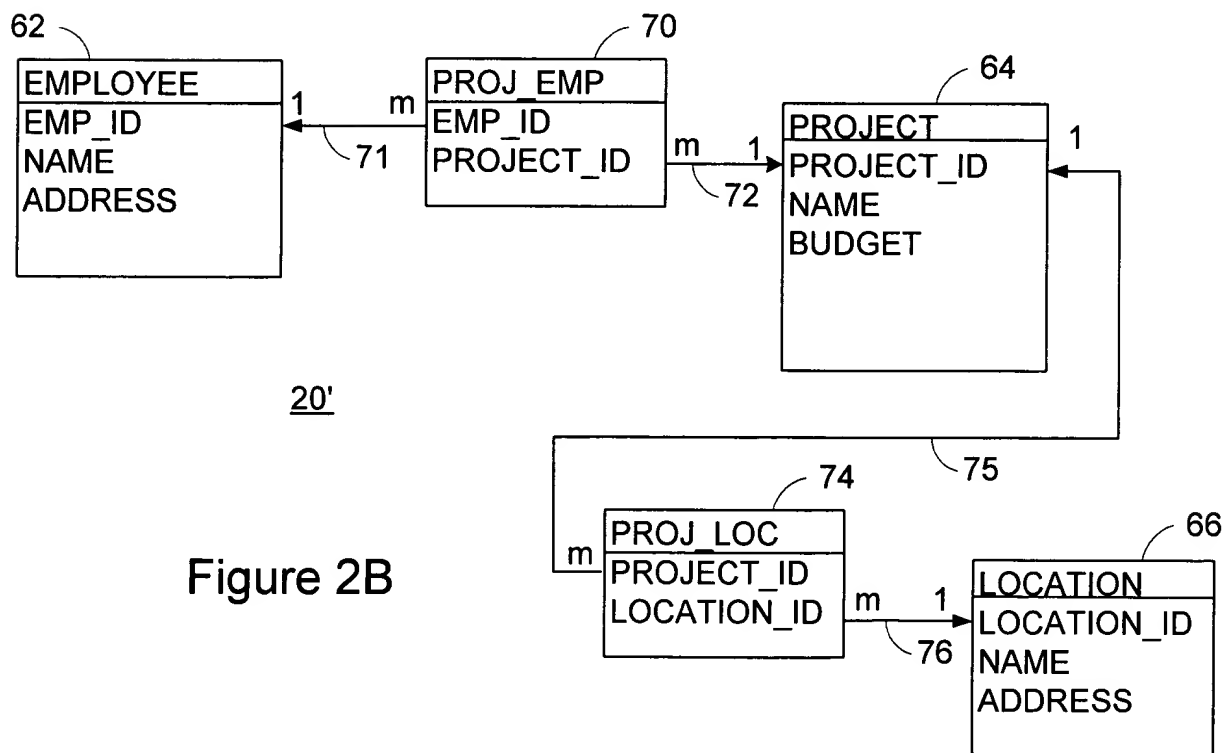 62
EMPLOYEE
EMP_ID
NAME
ADDRESS
1
m
71
70
PROJ_EMP
EMP_ID
PROJECT_ID
m
1
72
64
PROJECT
PROJECT_ID
NAME
BUDGET
1
20'
75
74
PROJ_LOC
PROJECT_ID
LOCATION_ID
m
m
1
76
66
LOCATION
LOCATION_ID
NAME
ADDRESS
Figure 2B